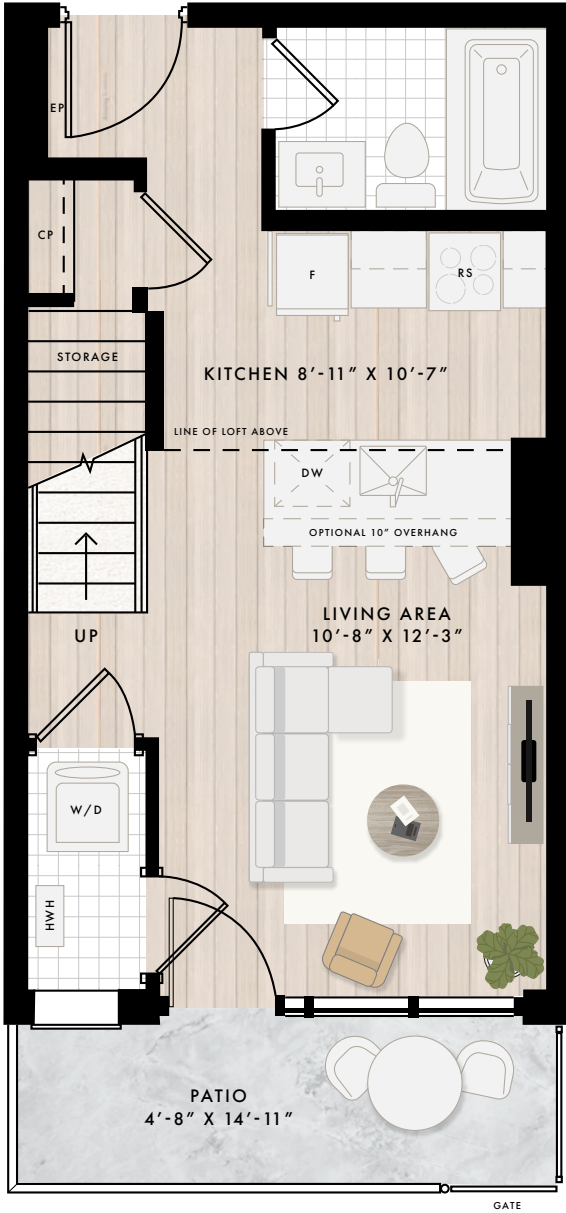 EP
CP
F
RS
STORAGE
KITCHEN 8'-11" X 10'-7"
LINE OF LOFT ABOVE
DW
OPTIONAL 10" OVERHANG
LIVING AREA
10'-8" X 12'-3"
UP
W/D
HWH
PATIO
4'-8" X 14'-11"
GATE